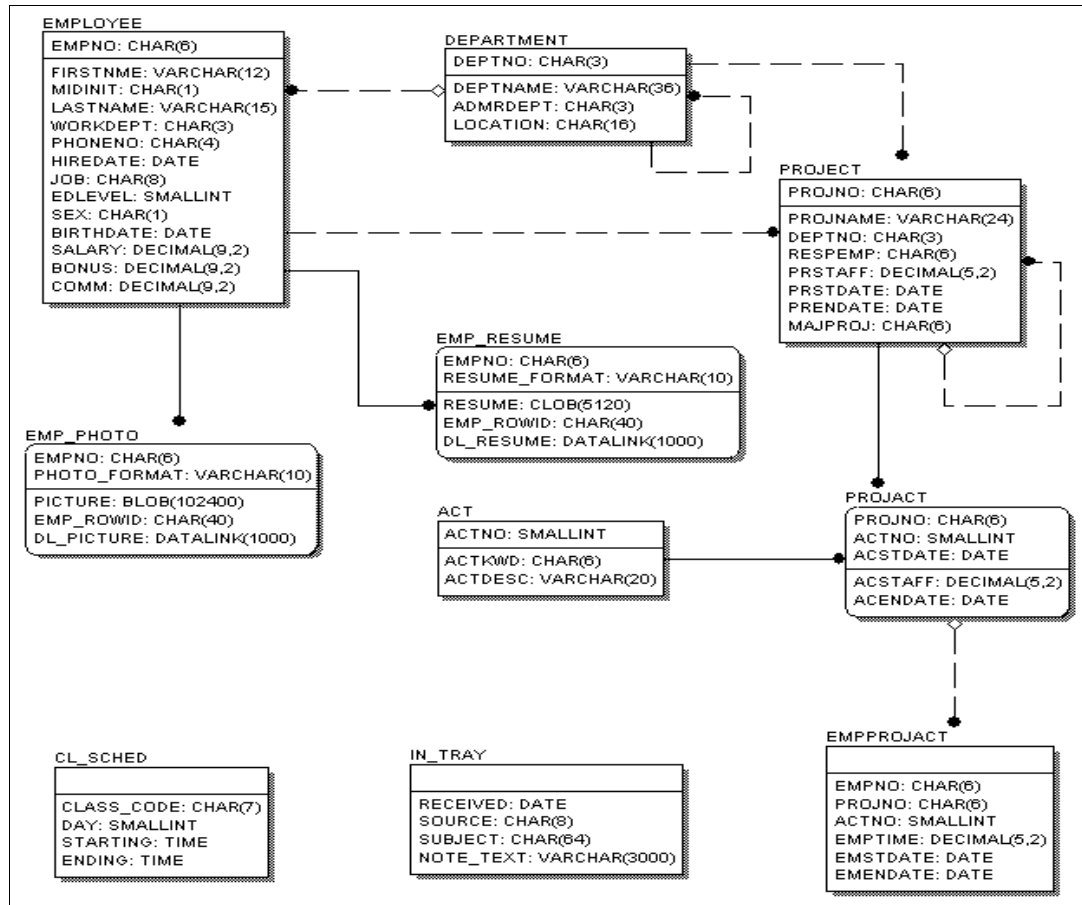 EMPLOYEE
EMPNO: CHAR(6)
FIRSTNME: VARCHAR(12)
MIDINIT: CHAR(1)
LASTNAME: VARCHAR(15)
WORKDEPT: CHAR(3)
PHONENO: CHAR(4)
HIREDATE: DATE
JOB: CHAR(8)
EDLEVEL: SMALLINT
SEX: CHAR(1)
BIRTHDATE: DATE
SALARY: DECIMAL(9,2)
BONUS: DECIMAL(9,2)
COMM: DECIMAL(9,2)
DEPARTMENT
DEPTNO: CHAR(3)
DEPTNAME: VARCHAR(36)
ADMRDEPT: CHAR(3)
LOCATION: CHAR(16)
PROJECT
PROJNO: CHAR(6)
PROJNAME: VARCHAR(24)
DEPTNO: CHAR(3)
RESPEMP: CHAR(6)
PRSTAFF: DECIMAL(5,2)
PRSTDATE: DATE
PRENDATE: DATE
MAJPROJ: CHAR(6)
EMP_RESUME
EMPNO: CHAR(6)
RESUME_FORMAT: VARCHAR(10)
RESUME: CLOB(5120)
EMP_ROWID: CHAR(40)
DL_RESUME: DATALINK(1000)
EMP_PHOTO
EMPNO: CHAR(6)
PHOTO_FORMAT: VARCHAR(10)
PICTURE: BLOB(102400)
EMP_ROWID: CHAR(40)
DL_PICTURE: DATALINK(1000)
ACT
ACTNO: SMALLINT
ACTKWD: CHAR(6)
ACTDESC: VARCHAR(20)
PROJACT
PROJNO: CHAR(6)
ACTNO: SMALLINT
ACSTDATE: DATE
ACSTAFF: DECIMAL(5,2)
ACENDATE: DATE
CL_SCHED
CLASS_CODE: CHAR(7)
DAY: SMALLINT
STARTING: TIME
ENDING: TIME
IN_TRAY
RECEIVED: DATE
SOURCE: CHAR(8)
SUBJECT: CHAR(64)
NOTE_TEXT: VARCHAR(3000)
EMPPROJACT
EMPNO: CHAR(6)
PROJNO: CHAR(6)
ACTNO: SMALLINT
EMPTIME: DECIMAL(5,2)
EMSTDATE: DATE
EMENDATE: DATE